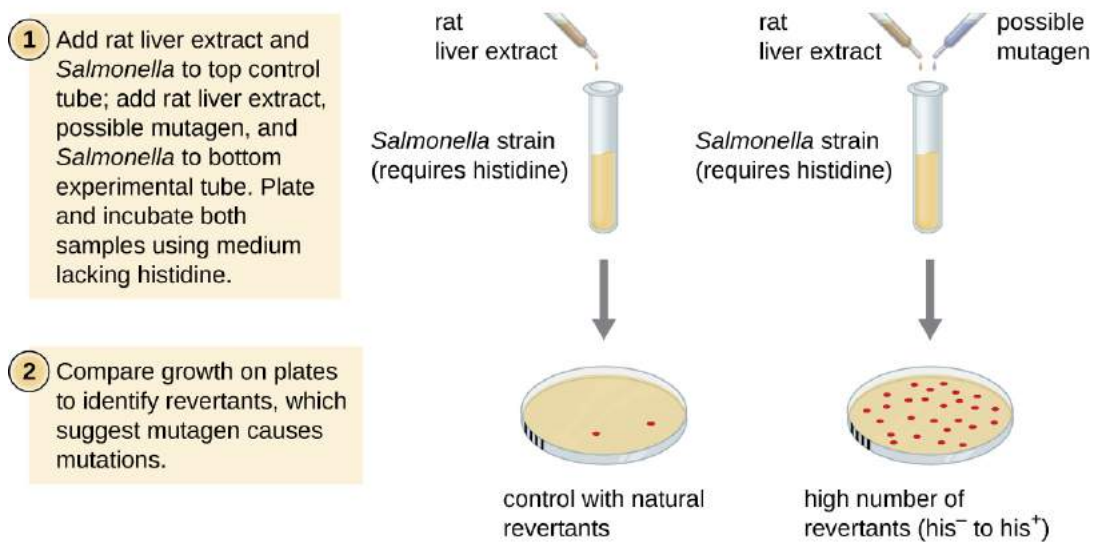 1 Add rat liver extract and
Salmonella to top control
tube; add rat liver extract,
possible mutagen, and
Salmonella to bottom
experimental tube. Plate
and incubate both
samples using medium
lacking histidine.
rat
liver extract
Salmonella strain
(requires histidine)
rat
liver extract
possible
mutagen
Salmonella strain
(requires histidine)
2 Compare growth on plates
to identify revertants, which
suggest mutagen causes
mutations.
control with natural
revertants
high number of
revertants (his⁻ to his⁺)